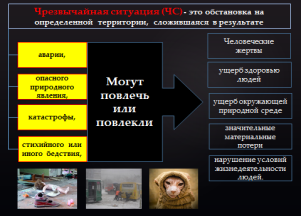 Чрезвычайная ситуация (ЧС) - это обстановка на
определенной территории, сложившаяся в результате
аварии,
опасного
природного
явления,
катастрофы,
стихийного или
иного бедствия,
Могут
повлечь
или
повлекли
Человеческие
жертвы
ущерб здоровью
людей
ущерб окружающей
природной среде
значительные
материальные
потери
нарушение условий
жизнедеятельности
людей.